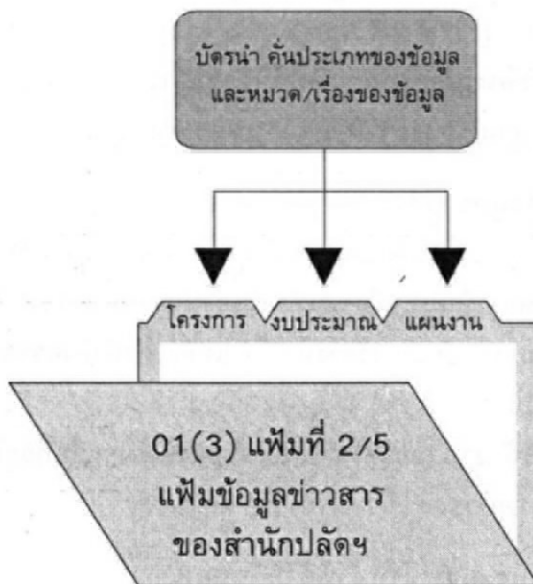 บัตรนำ คั่นประเภทของข้อมูล
และหมวด/เรื่องของข้อมูล
โครงการ งบประมาณ แผนงาน
01(3) แฟ้มที่ 2/5
แฟ้มข้อมูลข่าวสาร
ของสำนักปลัดฯ